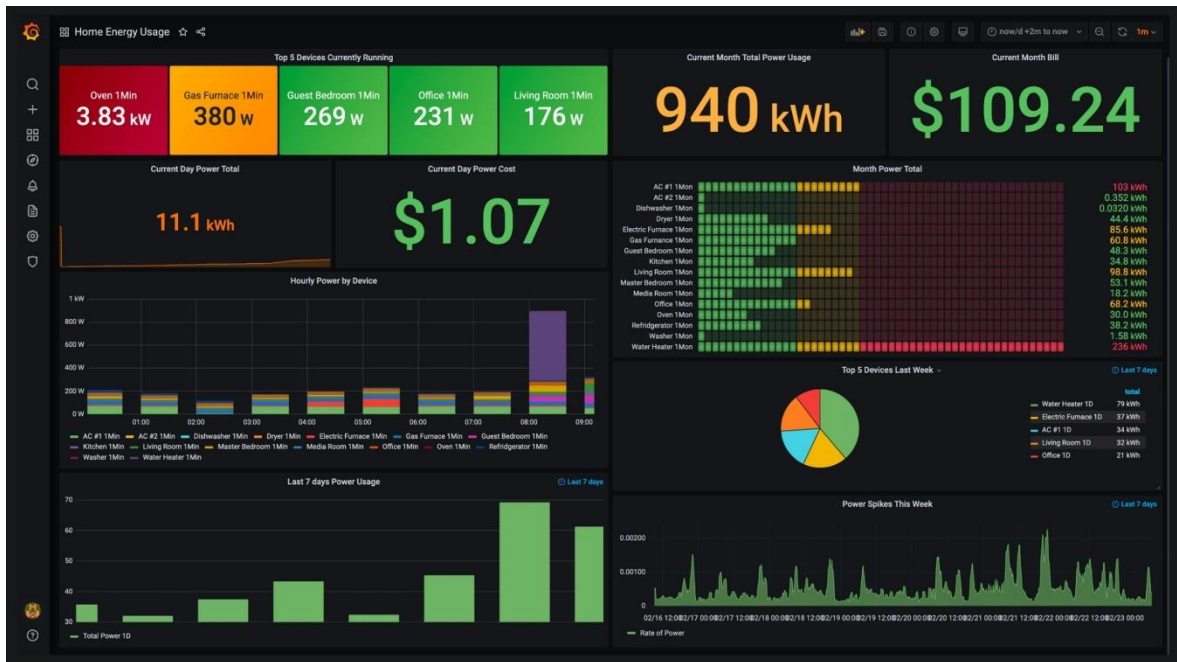 Home Energy Usage
now/d +2m to now
1m
Top 5 Devices Currently Running
Oven 1Min
3.83 kW
Gas Furnace 1Min
380 w
Guest Bedroom 1Min
269 w
Office 1Min
231 w
Living Room 1Min
176 w
Current Month Total Power Usage
940 kWh
Current Month Bill
$109.24
Current Day Power Total
11.1 kWh
Current Day Power Cost
$1.07
Month Power Total
AC #1 1Mon 103 kWh
AC #2 1Mon 0.352 kWh
Dishwasher 1Mon 0.0320 kWh
Dryer 1Mon 44.4 kWh
Electric Furnace 1Mon 85.6 kWh
Gas Furnance 1Mon 60.8 kWh
Guest Bedroom 1Mon 48.3 kWh
Kitchen 1Mon 34.8 kWh
Living Room 1Mon 98.8 kWh
Master Bedroom 1Mon 53.1 kWh
Media Room 1Mon 18.2 kWh
Office 1Mon 68.2 kWh
Oven 1Mon 30.0 kWh
Refridgerator 1Mon 38.2 kWh
Washer 1Mon 1.58 kWh
Water Heater 1Mon 236 kWh
Hourly Power by Device
1 kW
800 W
600 W
400 W
200 W
0 W
01:00 02:00 03:00 04:00 05:00 06:00 07:00 08:00 09:00
AC #1 1Min AC #2 1Min Dishwasher 1Min Dryer 1Min Electric Furnace 1Min Gas Furnace 1Min Guest Bedroom 1Min
Kitchen 1Min Living Room 1Min Master Bedroom 1Min Media Room 1Min Office 1Min Oven 1Min Refridgerator 1Min
Washer 1Min Water Heater 1Min
Top 5 Devices Last Week
Last 7 days
total
Water Heater 1D 79 kWh
Electric Furnace 1D 37 kWh
AC #1 1D 34 kWh
Living Room 1D 32 kWh
Office 1D 21 kWh
Last 7 days Power Usage
Last 7 days
70
60
50
40
30
Total Power 1D
Power Spikes This Week
Last 7 days
0.00200
0.00100
0
02/16 12:00 02/17 00:00 02/17 12:00 02/18 00:00 02/18 12:00 02/19 00:00 02/19 12:00 02/20 00:00 02/20 12:00 02/21 00:00 02/21 12:00 02/22 00:00 02/22 12:00 02/23 00:00
Rate of Power